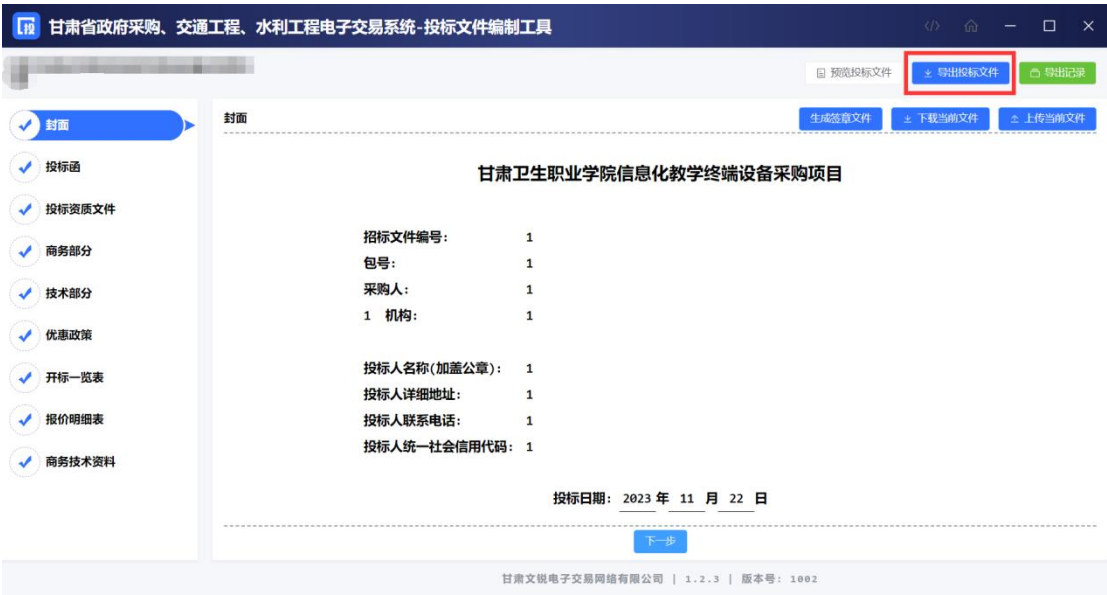 投 甘肃省政府采购、交通工程、水利工程电子交易系统-投标文件编制工具
预览投标文件 导出投标文件 导出记录
封面
投标函
投标资质文件
商务部分
技术部分
优惠政策
开标一览表
报价明细表
商务技术资料
封面 生成签章文件 下载当前文件 上传当前文件
甘肃卫生职业学院信息化教学终端设备采购项目
招标文件编号: 1
包号: 1
采购人: 1
1 机构: 1
投标人名称(加盖公章): 1
投标人详细地址: 1
投标人联系电话: 1
投标人统一社会信用代码: 1
投标日期: 2023 年 11 月 22 日
下一步
甘肃文锐电子交易网络有限公司 | 1.2.3 | 版本号: 1002